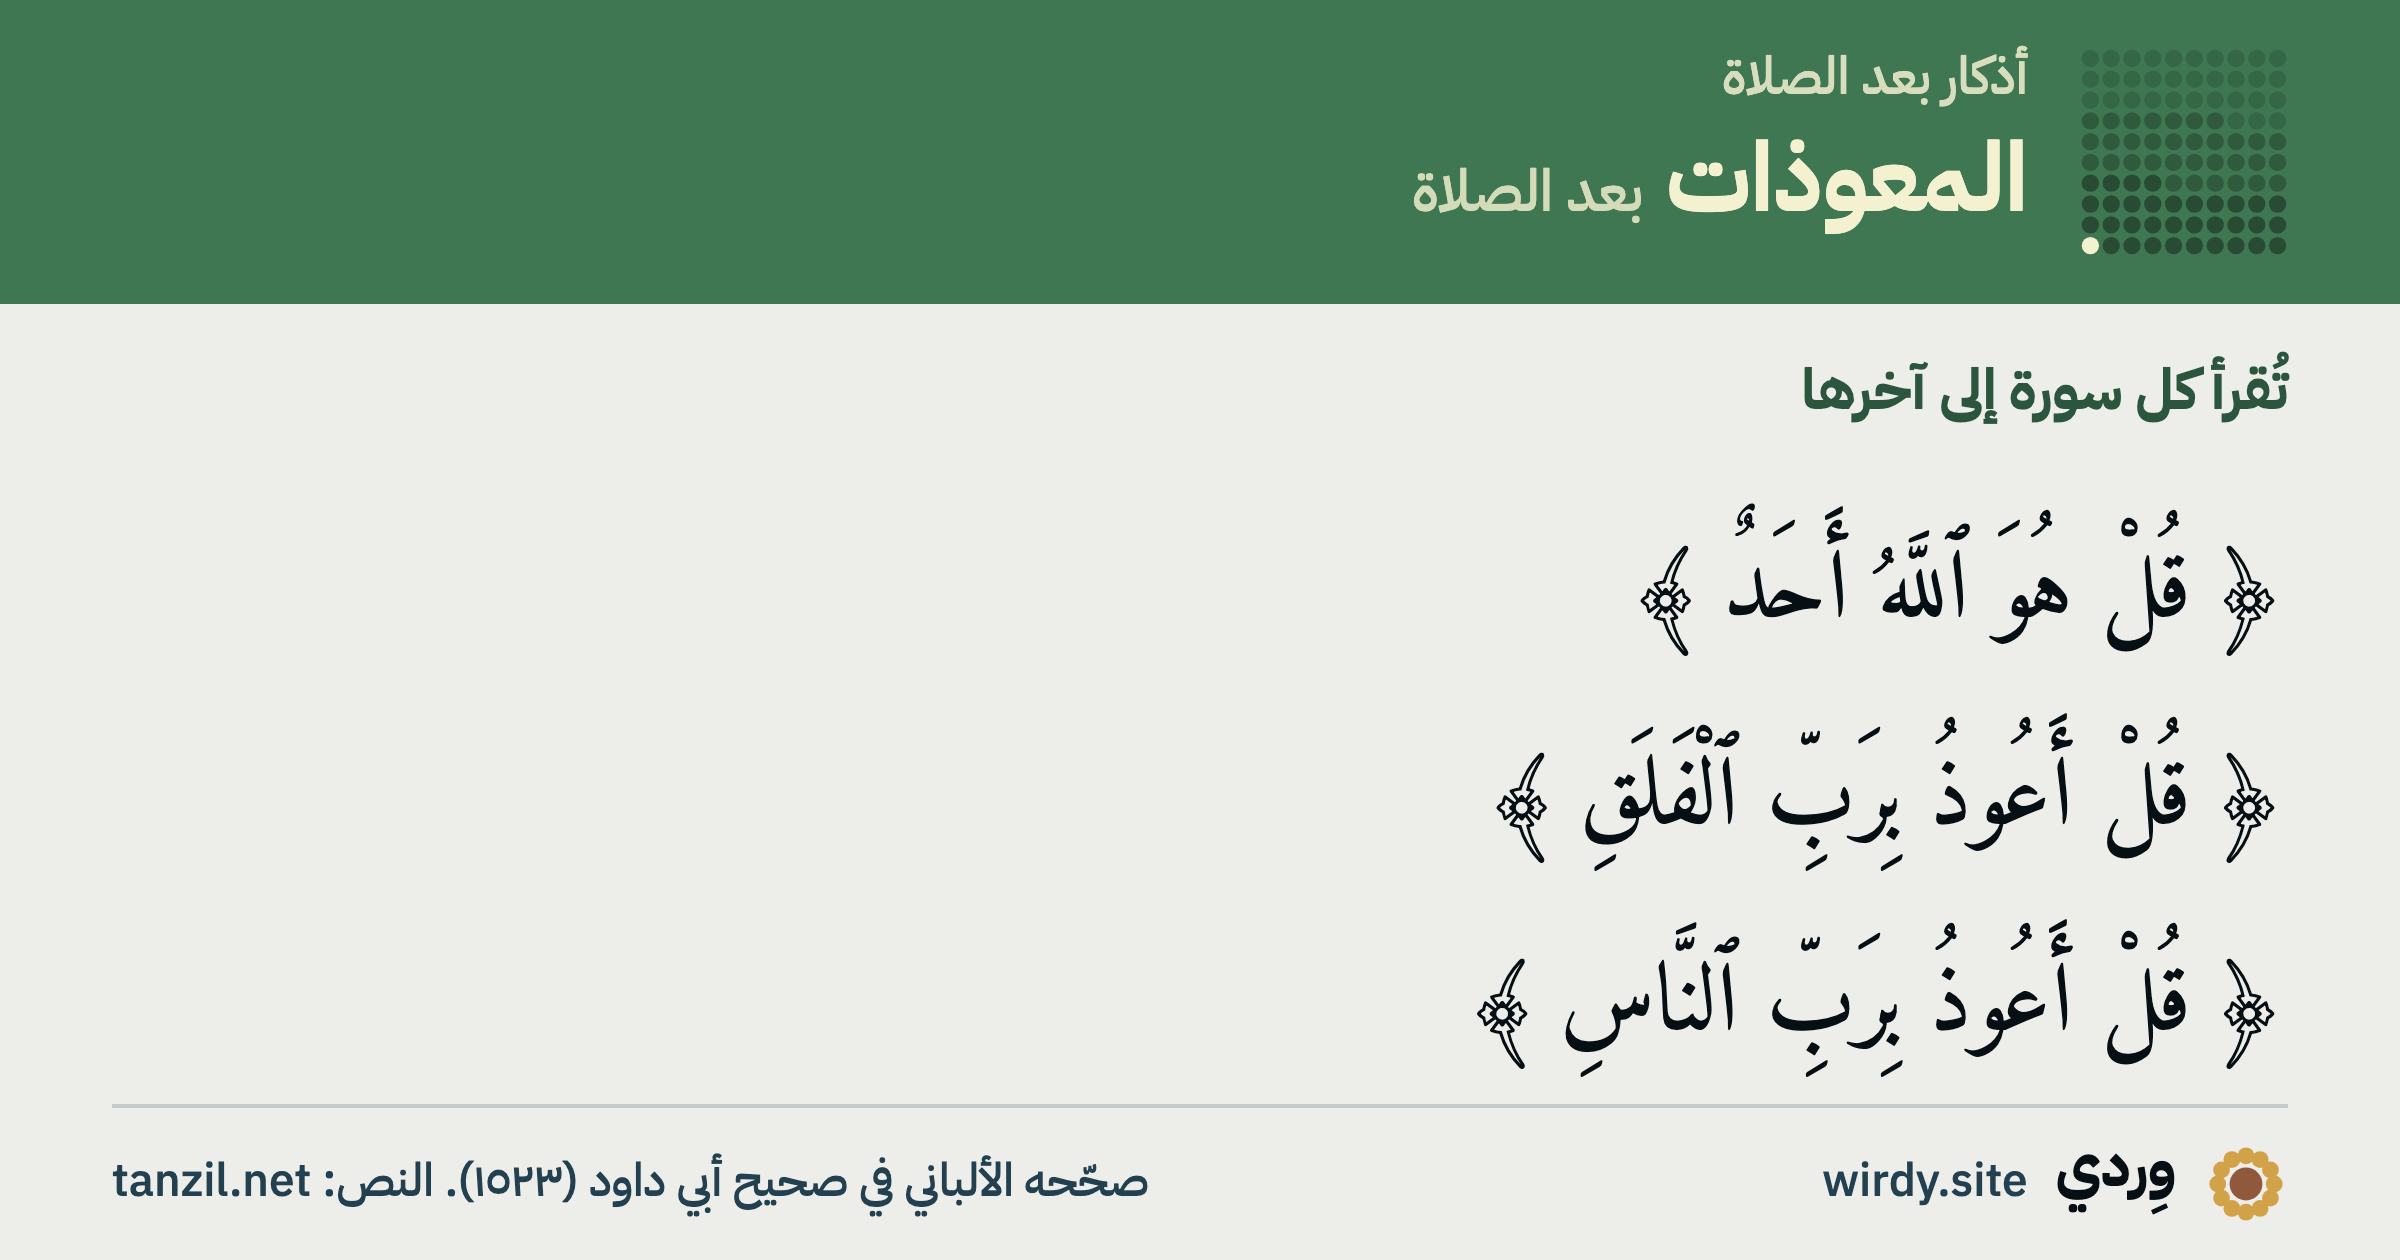 أذكار بعد الصلاة
المعوذات بعد الصلاة
تُقرأ كل سورة إلى آخرها
﴿ قُلْ هُوَ ٱللَّهُ أَحَدٌ ﴾
﴿ قُلْ أَعُوذُ بِرَبِّ ٱلْفَلَقِ ﴾
﴿ قُلْ أَعُوذُ بِرَبِّ ٱلنَّاسِ ﴾
وِردي wirdy.site
صحّحه الألباني في صحيح أبي داود (١٥٢٣). النص: tanzil.net